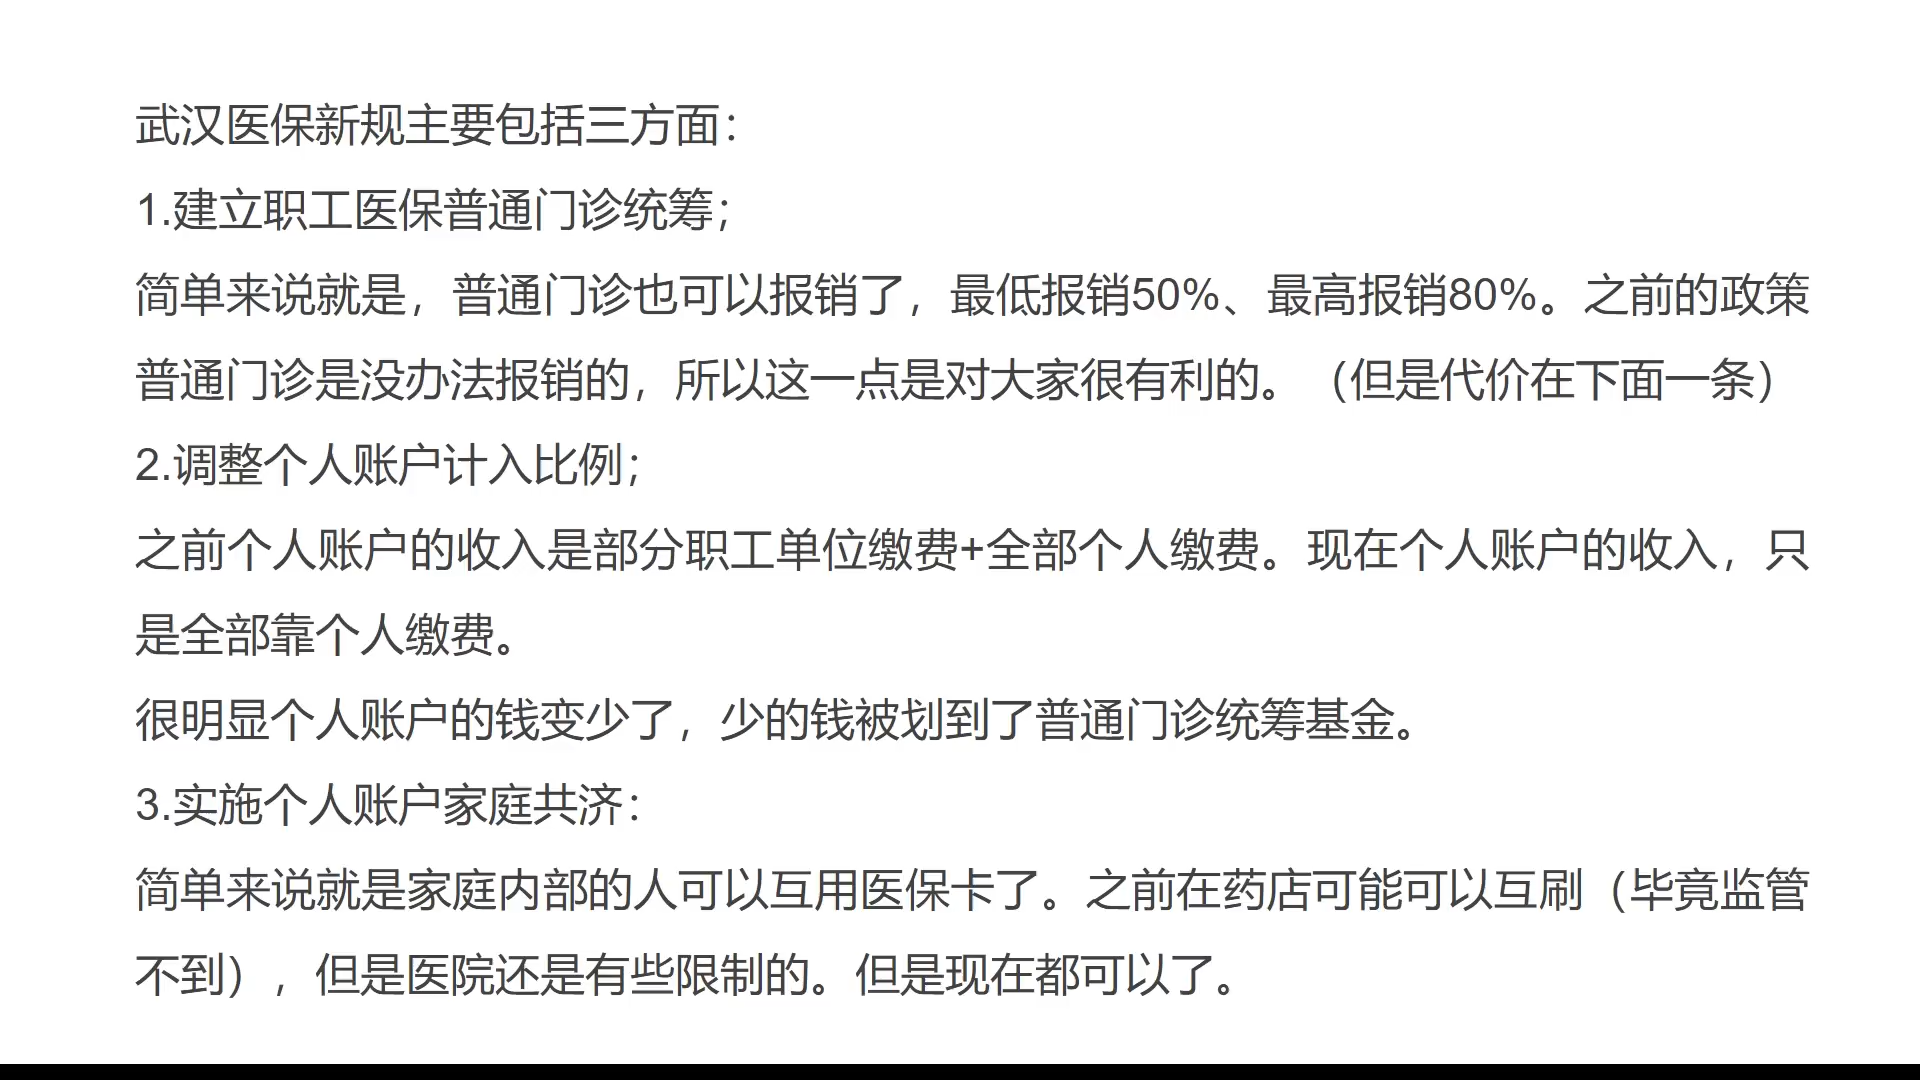 武汉医保新规主要包括三方面：
1.建立职工医保普通门诊统筹；
简单来说就是，普通门诊也可以报销了，最低报销50%、最高报销80%。之前的政策
普通门诊是没办法报销的，所以这一点是对大家很有利的。（但是代价在下面一条）
2.调整个人账户计入比例；
之前个人账户的收入是部分职工单位缴费+全部个人缴费。现在个人账户的收入，只
是全部靠个人缴费。
很明显个人账户的钱变少了，少的钱被划到了普通门诊统筹基金。
3.实施个人账户家庭共济：
简单来说就是家庭内部的人可以互用医保卡了。之前在药店可能可以互刷（毕竟监管
不到），但是医院还是有些限制的。但是现在都可以了。